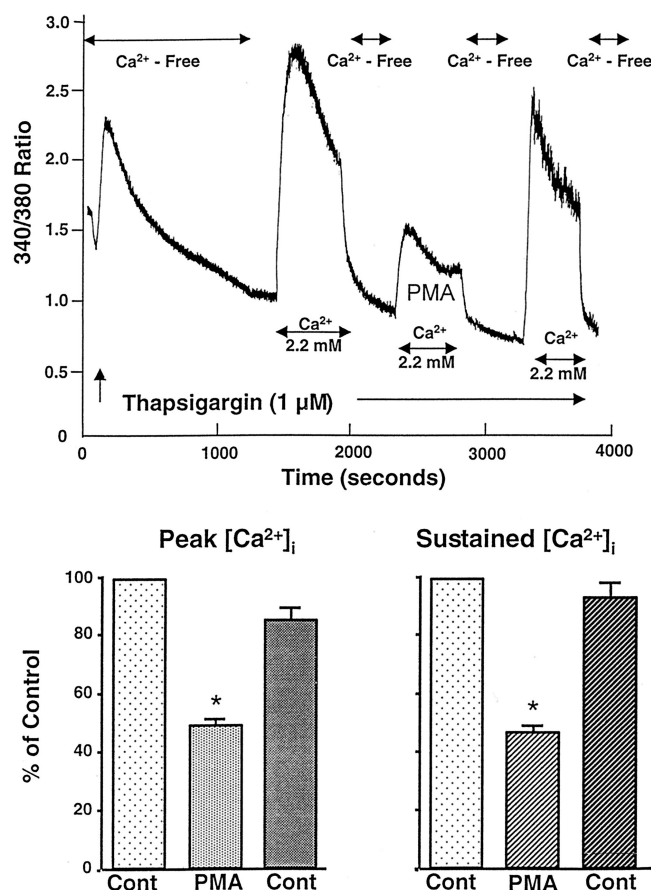 3.0
2.5
2.0
1.5
1.0
0.5
0
340/380 Ratio
Ca²⁺ - Free
Ca²⁺ - Free
Ca²⁺ - Free
Ca²⁺ - Free
PMA
Ca²⁺
2.2 mM
Ca²⁺
2.2 mM
Ca²⁺
2.2 mM
Thapsigargin (1 µM)
0
1000
2000
3000
4000
Time (seconds)
Peak [Ca²⁺]i
Sustained [Ca²⁺]i
% of Control
100
80
60
40
20
0
*
*
Cont
PMA
Cont
Cont
PMA
Cont